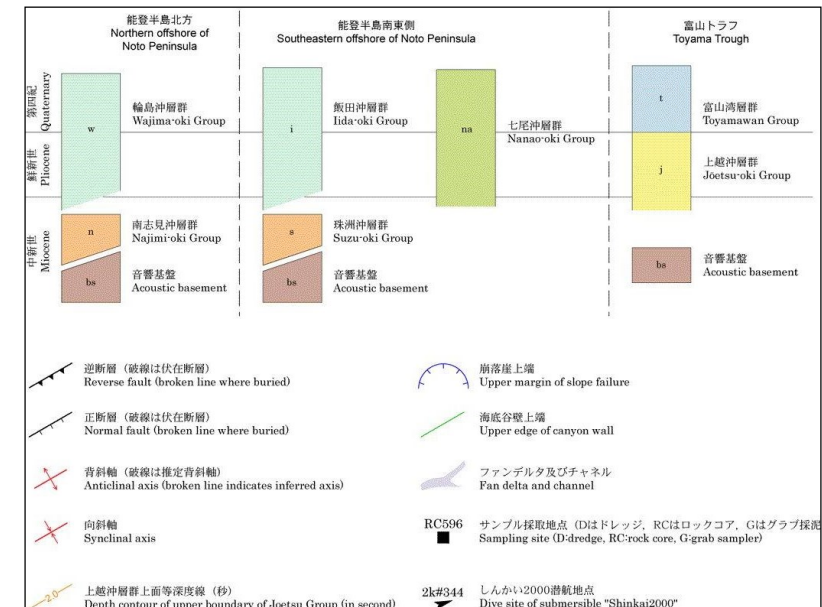 能登半島北方
Northern offshore of
Noto Peninsula
能登半島南東側
Southeastern offshore of Noto Peninsula
富山トラフ
Toyama Trough
第四紀
Quaternary
鮮新世
Pliocene
中新世
Miocene
w
輪島沖層群
Wajima-oki Group
n
南志見沖層群
Najimi-oki Group
bs
音響基盤
Acoustic basement
i
飯田沖層群
Iida-oki Group
s
珠洲沖層群
Suzu-oki Group
bs
音響基盤
Acoustic basement
na
七尾沖層群
Nanao-oki Group
t
富山湾層群
Toyamawan Group
j
上越沖層群
Jōetsu-oki Group
bs
音響基盤
Acoustic basement
逆断層（破線は伏在断層）
Reverse fault (broken line where buried)
正断層（破線は伏在断層）
Normal fault (broken line where buried)
背斜軸（破線は推定背斜軸）
Anticlinal axis (broken line indicates inferred axis)
向斜軸
Synclinal axis
2.0
上越沖層群上面等深度線（秒）
Depth contour of upper boundary of Joetsu Group (in second)
崩落崖上端
Upper margin of slope failure
海底谷壁上端
Upper edge of canyon wall
ファンデルタ及びチャネル
Fan delta and channel
RC596
サンプル採取地点（Dはドレッジ，RCはロックコア，Gはグラブ採泥
Sampling site (D:dredge, RC:rock core, G:grab sampler)
2k#344
しんかい2000潜航地点
Dive site of submersible "Shinkai2000"